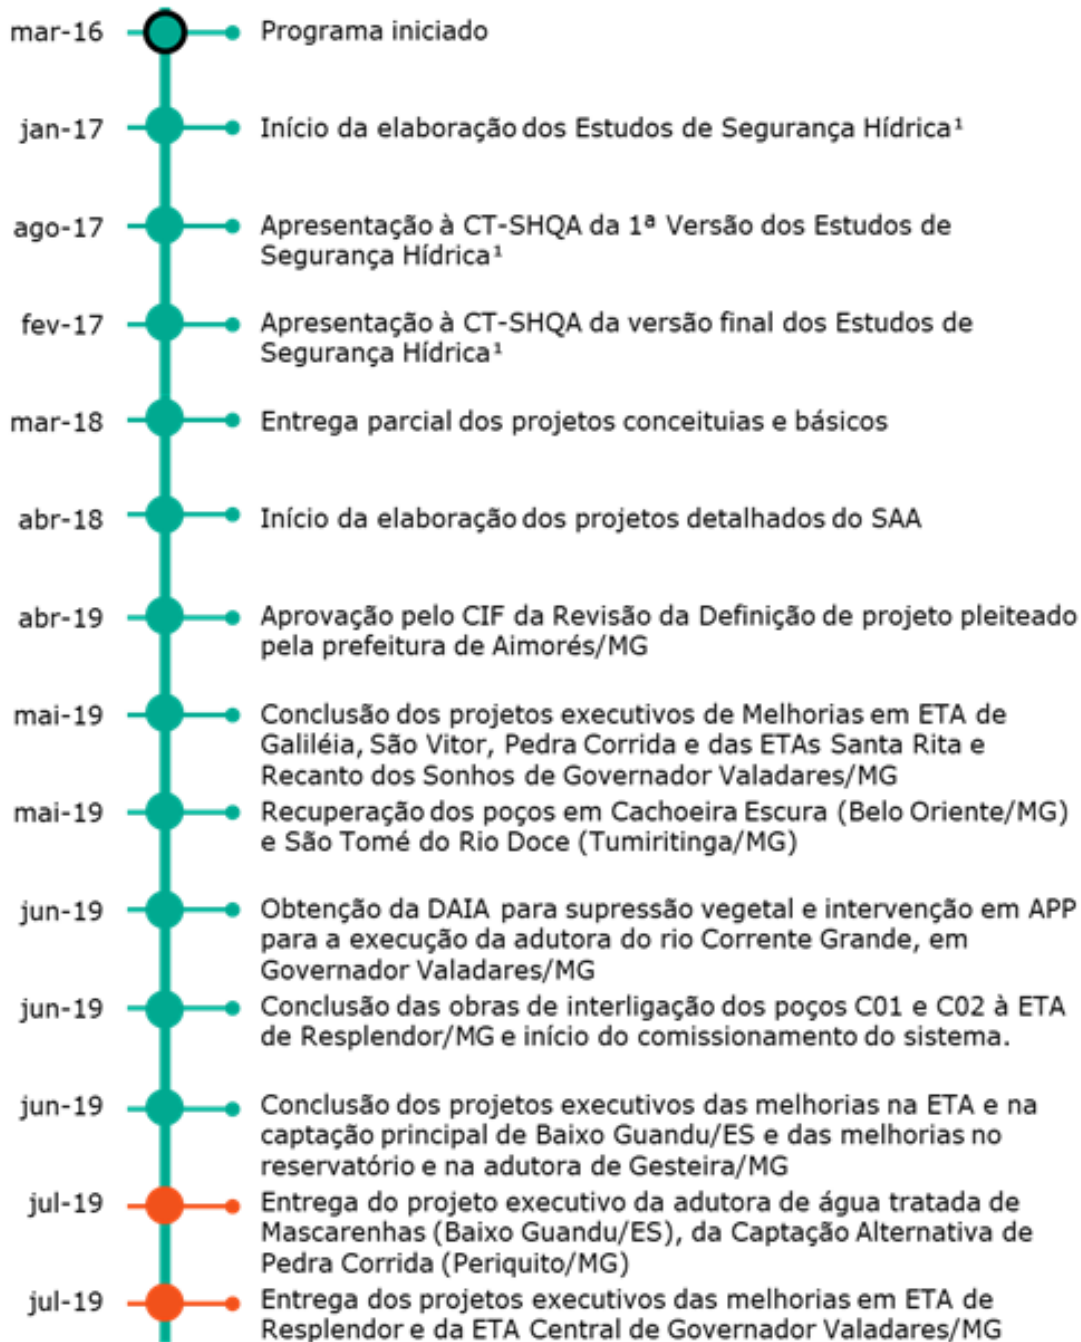 mar-16 Programa iniciado
jan-17 Início da elaboração dos Estudos de Segurança Hídrica¹
ago-17 Apresentação à CT-SHQA da 1ª Versão dos Estudos de
Segurança Hídrica¹
fev-17 Apresentação à CT-SHQA da versão final dos Estudos de
Segurança Hídrica¹
mar-18 Entrega parcial dos projetos conceituias e básicos
abr-18 Início da elaboração dos projetos detalhados do SAA
abr-19 Aprovação pelo CIF da Revisão da Definição de projeto pleiteado
pela prefeitura de Aimorés/MG
mai-19 Conclusão dos projetos executivos de Melhorias em ETA de
Galiléia, São Vitor, Pedra Corrida e das ETAs Santa Rita e
Recanto dos Sonhos de Governador Valadares/MG
mai-19 Recuperação dos poços em Cachoeira Escura (Belo Oriente/MG)
e São Tomé do Rio Doce (Tumiritinga/MG)
jun-19 Obtenção da DAIA para supressão vegetal e intervenção em APP
para a execução da adutora do rio Corrente Grande, em
Governador Valadares/MG
jun-19 Conclusão das obras de interligação dos poços C01 e C02 à ETA
de Resplendor/MG e início do comissionamento do sistema.
jun-19 Conclusão dos projetos executivos das melhorias na ETA e na
captação principal de Baixo Guandu/ES e das melhorias no
reservatório e na adutora de Gesteira/MG
jul-19 Entrega do projeto executivo da adutora de água tratada de
Mascarenhas (Baixo Guandu/ES), da Captação Alternativa de
Pedra Corrida (Periquito/MG)
jul-19 Entrega dos projetos executivos das melhorias em ETA de
Resplendor e da ETA Central de Governador Valadares/MG